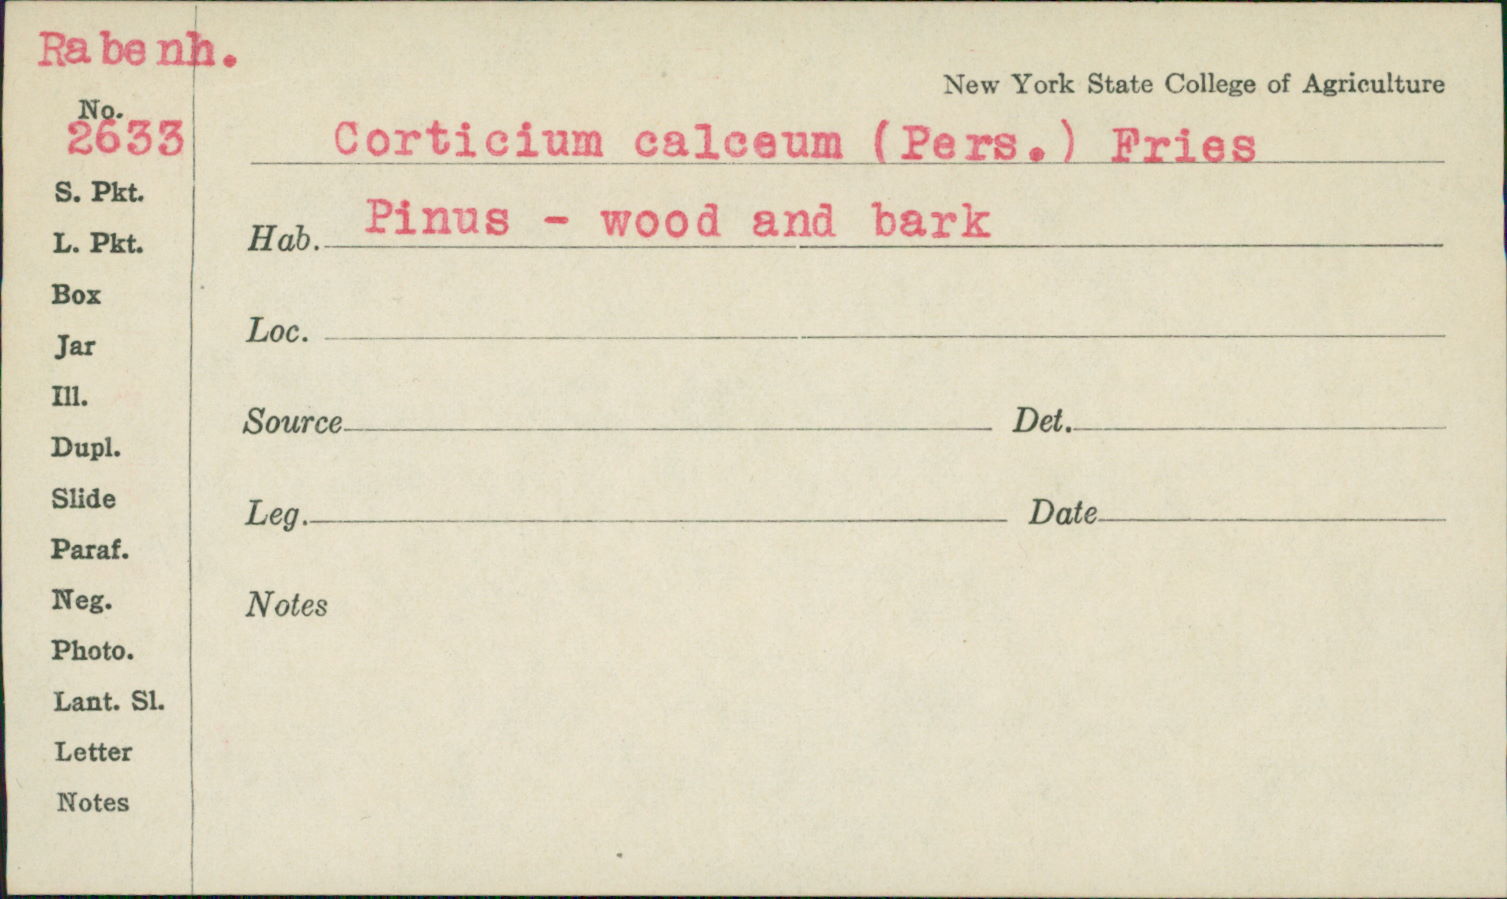 Rabenh.
New York State College of Agriculture
No.
2633
Corticium calceum (Pers.) Fries
S. Pkt.
Hab. Pinus - wood and bark
L. Pkt.
Box
Loc.
Jar
Ill.
Source Det.
Dupl.
Slide
Leg. Date
Paraf.
Neg.
Notes
Photo.
Lant. Sl.
Letter
Notes